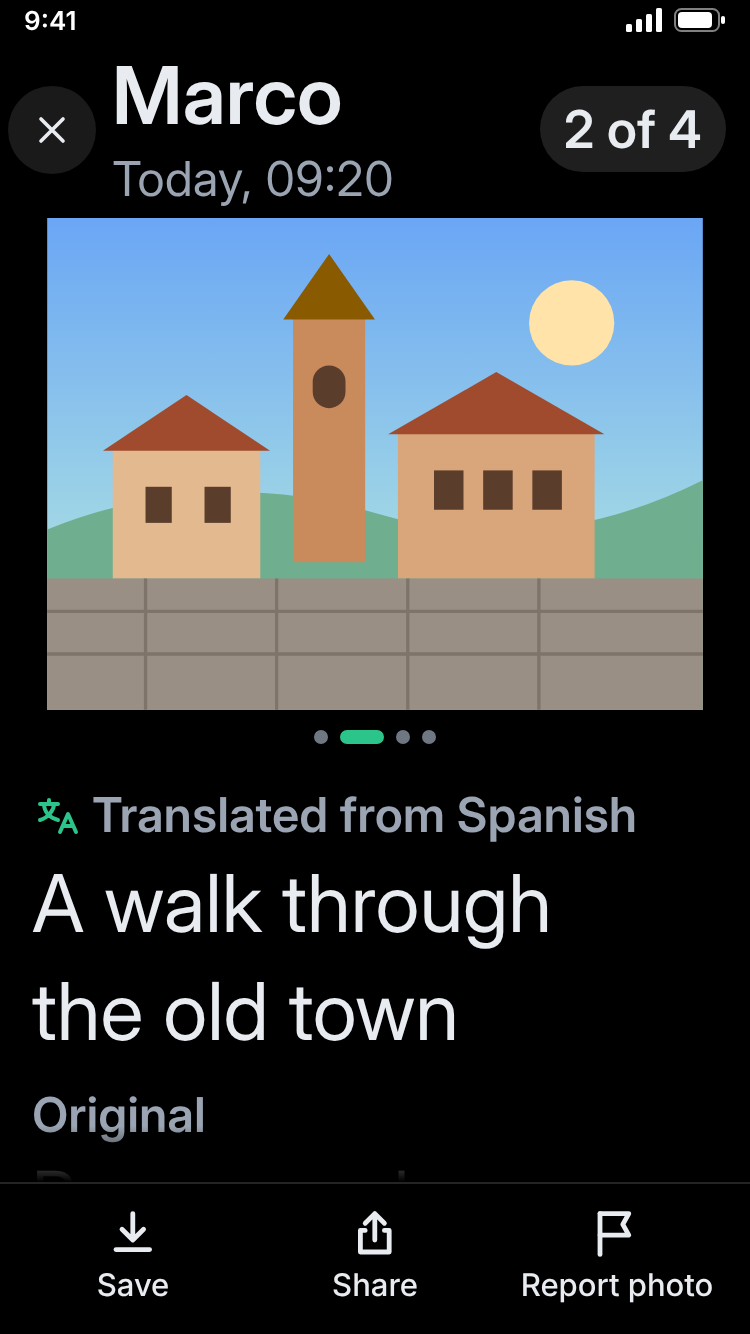 9:41
Marco
2 of 4
Today, 09:20
Translated from Spanish
A walk through
the old town
Original
Save
Share
Report photo